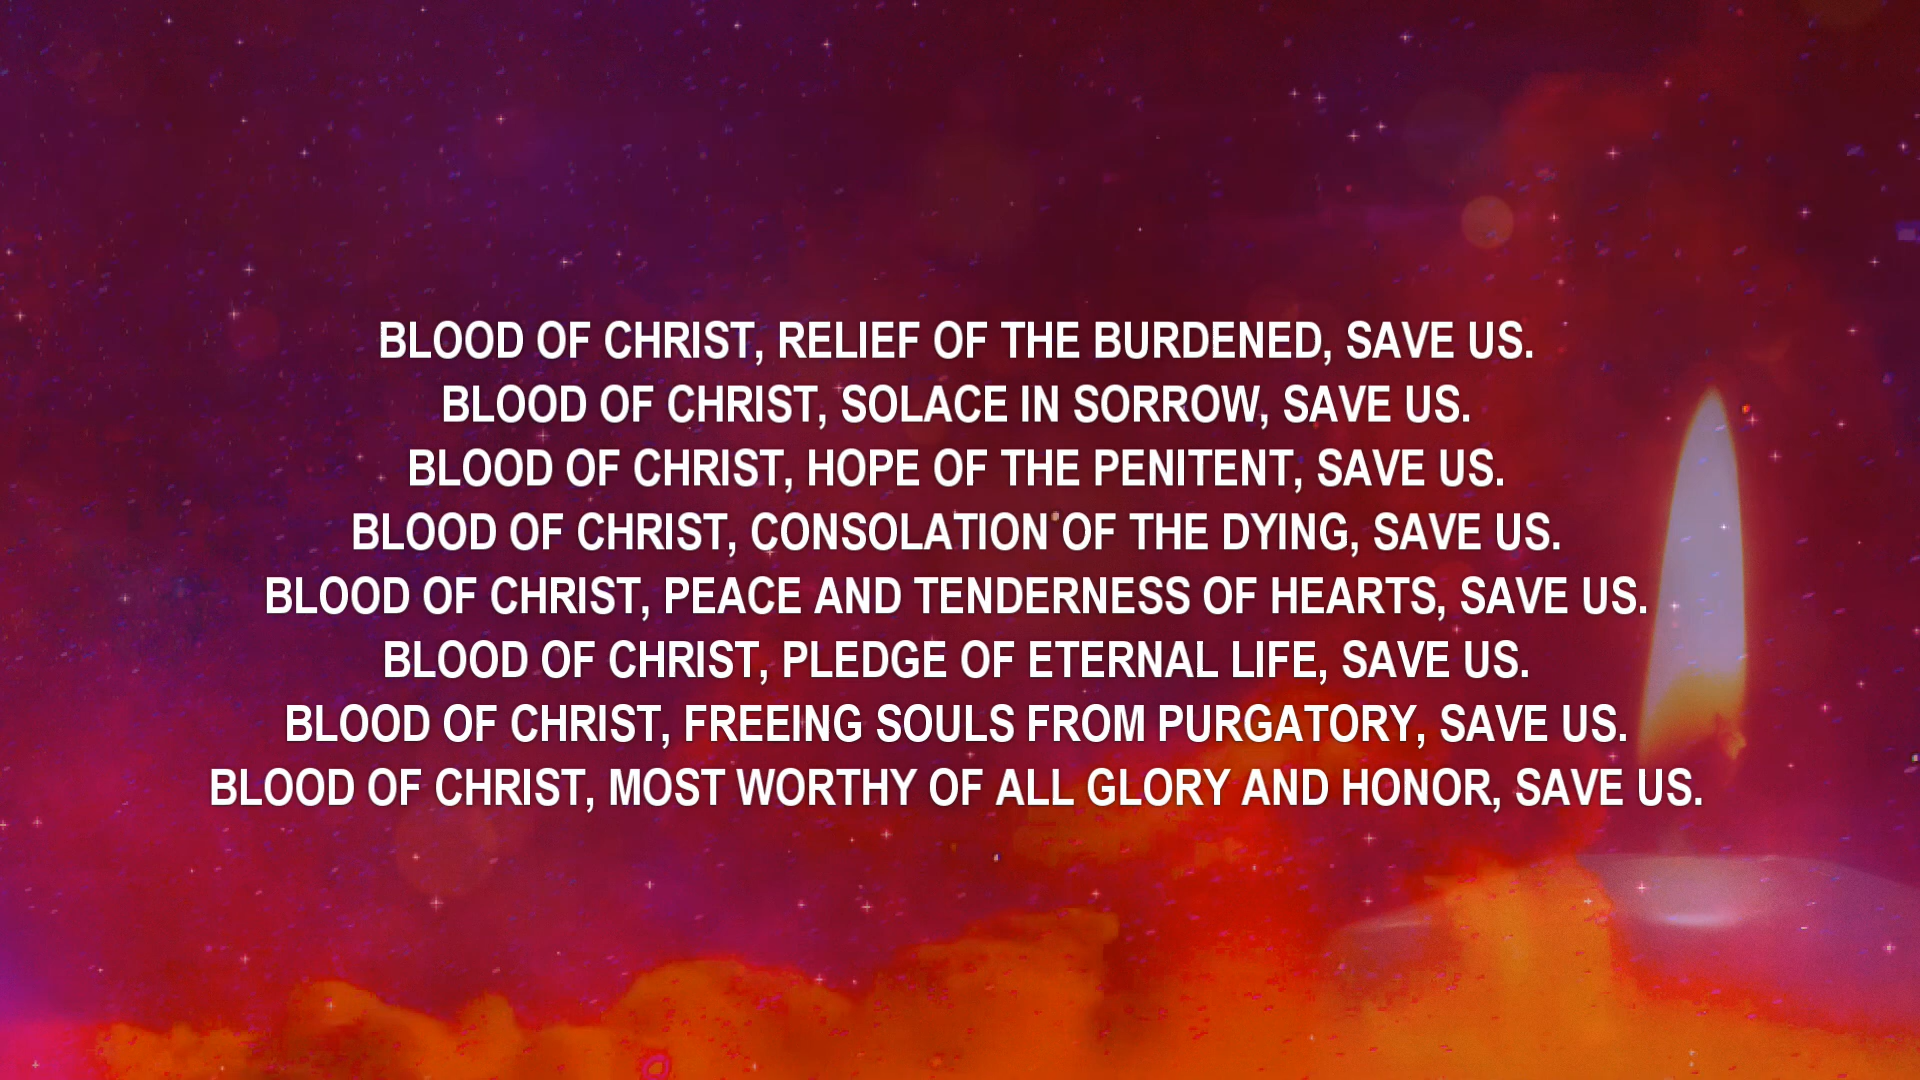 BLOOD OF CHRIST, RELIEF OF THE BURDENED, SAVE US.
BLOOD OF CHRIST, SOLACE IN SORROW, SAVE US.
BLOOD OF CHRIST, HOPE OF THE PENITENT, SAVE US.
BLOOD OF CHRIST, CONSOLATION OF THE DYING, SAVE US.
BLOOD OF CHRIST, PEACE AND TENDERNESS OF HEARTS, SAVE US.
BLOOD OF CHRIST, PLEDGE OF ETERNAL LIFE, SAVE US.
BLOOD OF CHRIST, FREEING SOULS FROM PURGATORY, SAVE US.
BLOOD OF CHRIST, MOST WORTHY OF ALL GLORY AND HONOR, SAVE US.